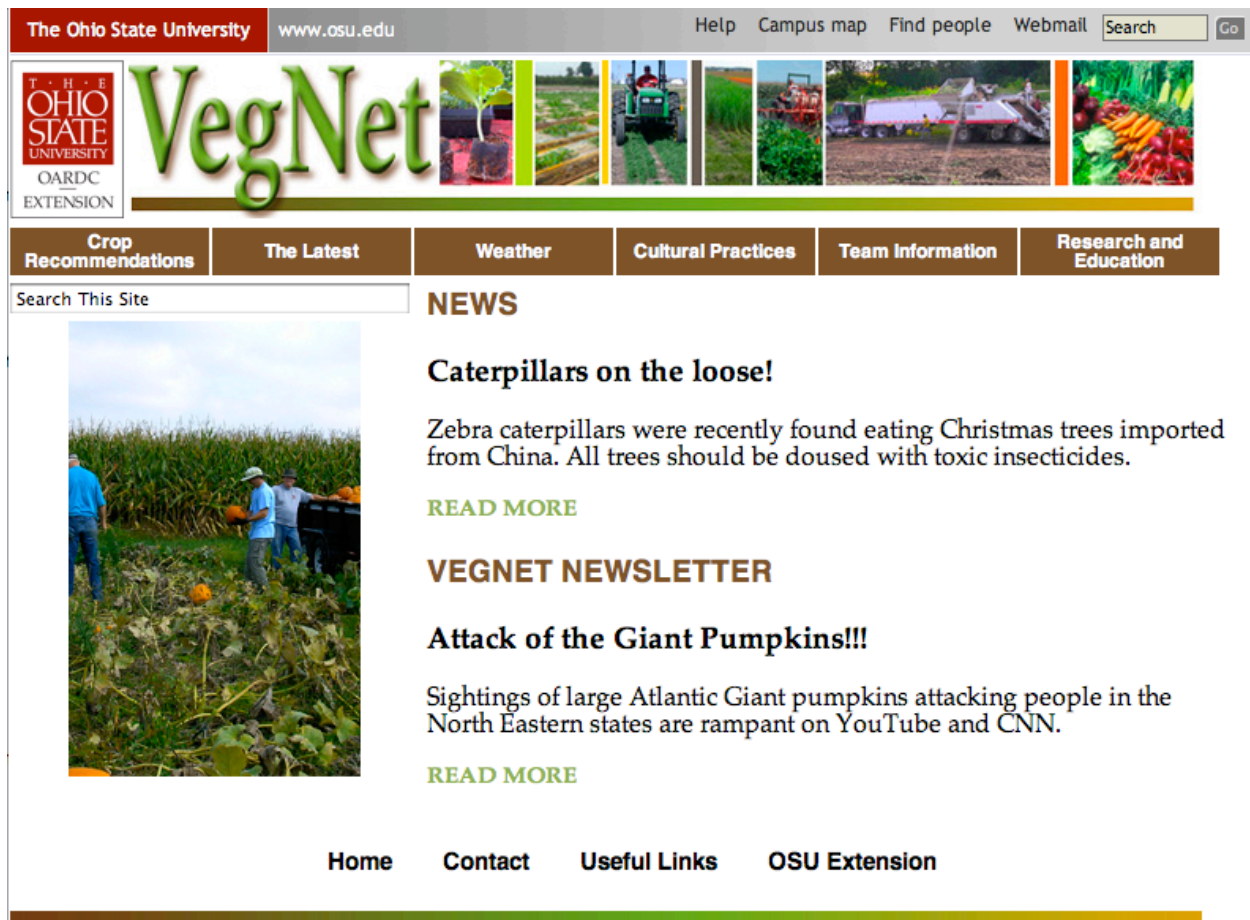 The Ohio State University www.osu.edu Help Campus map Find people Webmail Search Go
T · H · E
OHIO
STATE
UNIVERSITY
OARDC
EXTENSION
VegNet
Crop
Recommendations
The Latest
Weather
Cultural Practices
Team Information
Research and
Education
Search This Site
NEWS
Caterpillars on the loose!
Zebra caterpillars were recently found eating Christmas trees imported
from China. All trees should be doused with toxic insecticides.
READ MORE
VEGNET NEWSLETTER
Attack of the Giant Pumpkins!!!
Sightings of large Atlantic Giant pumpkins attacking people in the
North Eastern states are rampant on YouTube and CNN.
READ MORE
Home Contact Useful Links OSU Extension